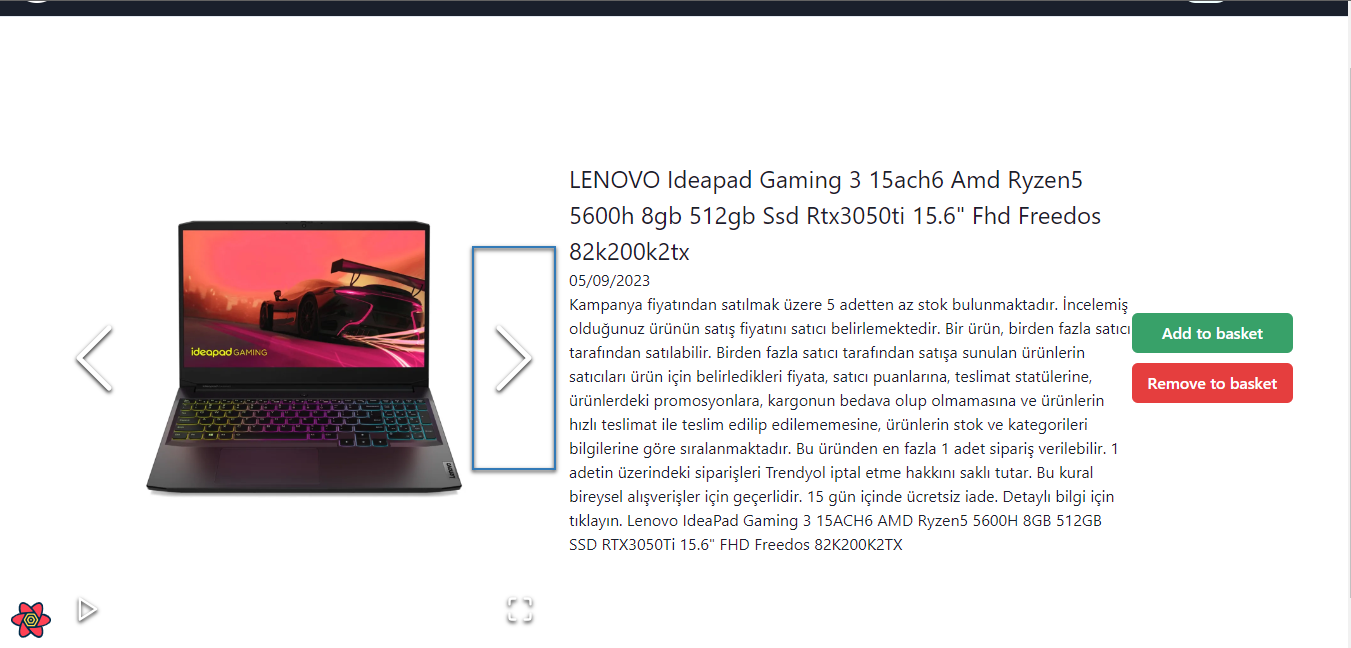 LENOVO Ideapad Gaming 3 15ach6 Amd Ryzen5
5600h 8gb 512gb Ssd Rtx3050ti 15.6" Fhd Freedos
82k200k2tx
05/09/2023
Kampanya fiyatından satılmak üzere 5 adetten az stok bulunmaktadır. İncelemiş
olduğunuz ürünün satış fiyatını satıcı belirlemektedir. Bir ürün, birden fazla satıcı
tarafından satılabilir. Birden fazla satıcı tarafından satışa sunulan ürünlerin
satıcıları ürün için belirledikleri fiyata, satıcı puanlarına, teslimat statülerine,
ürünlerdeki promosyonlara, kargonun bedava olup olmamasına ve ürünlerin
hızlı teslimat ile teslim edilip edilememesine, ürünlerin stok ve kategorileri
bilgilerine göre sıralanmaktadır. Bu üründen en fazla 1 adet sipariş verilebilir. 1
adetin üzerindeki siparişleri Trendyol iptal etme hakkını saklı tutar. Bu kural
bireysel alışverişler için geçerlidir. 15 gün içinde ücretsiz iade. Detaylı bilgi için
tıklayın. Lenovo IdeaPad Gaming 3 15ACH6 AMD Ryzen5 5600H 8GB 512GB
SSD RTX3050Ti 15.6" FHD Freedos 82K200K2TX
Add to basket
Remove to basket
ideapad GAMING
Lenovo